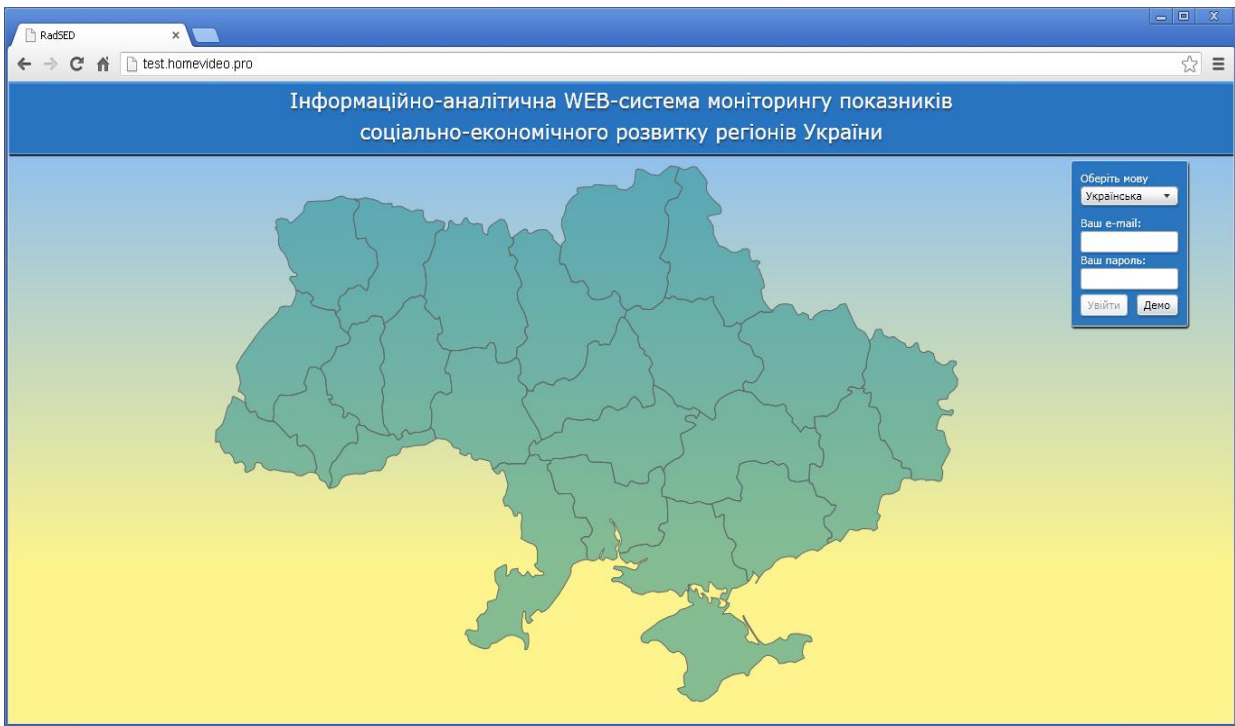 RadSED
test.homevideo.pro
Інформаційно-аналітична WEB-система моніторингу показників
соціально-економічного розвитку регіонів України
Оберіть мову
Українська
Ваш e-mail:
Ваш пароль:
Увійти Демо